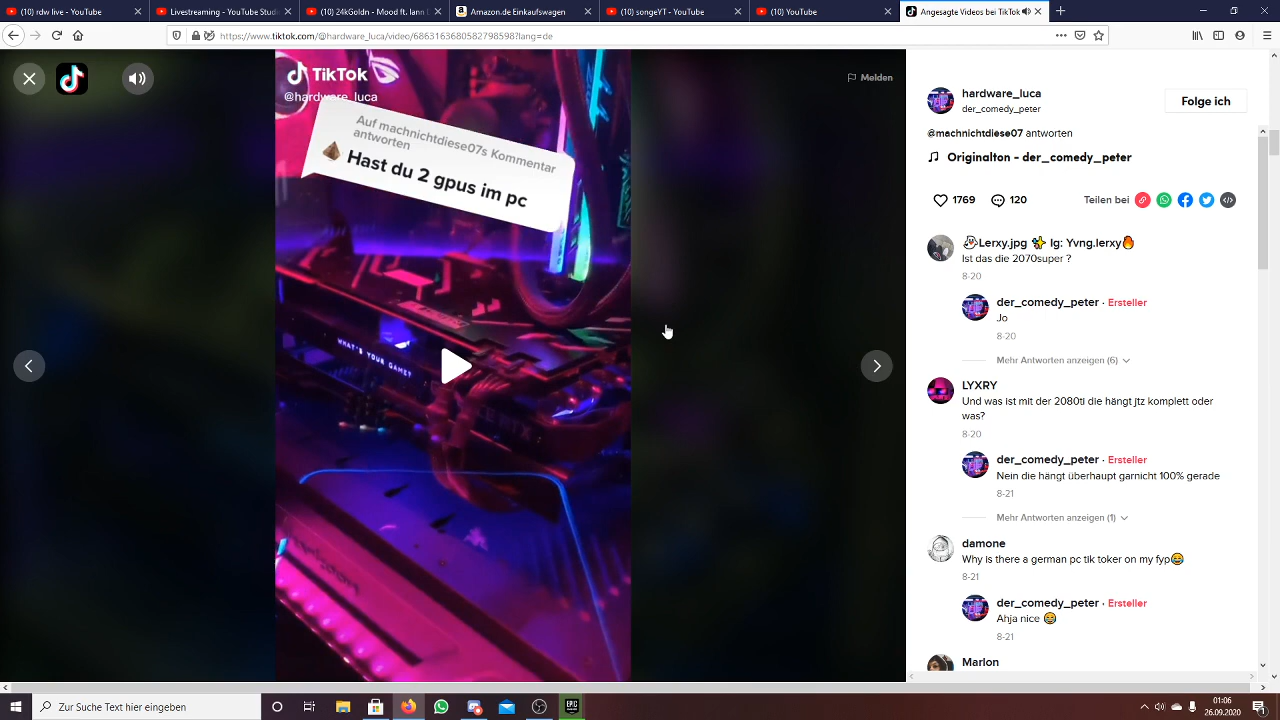 (10) rdw live - YouTube
Livestreaming - YouTube Stud
(10) 24kGoldn - Mood ft. Iann D
Amazon.de Einkaufswagen
(10) songeYT - YouTube
(10) YouTube
Angesagte Videos bei TikTok
https://www.tiktok.com/@hardware_luca/video/6863163680582798598?lang=de
TikTok
@hardware_luca
Auf machnichtdiese07s Kommentar
antworten
Hast du 2 gpus im pc
WHAT'S YOUR GAME?
Melden
hardware_luca
der_comedy_peter
Folge ich
@machnichtdiese07 antworten
Originalton - der_comedy_peter
1769
120
Teilen bei
Lerxy.jpg Ig: Yvng.lerxy
Ist das die 2070super ?
8-20
der_comedy_peter · Ersteller
Jo
8-20
Mehr Antworten anzeigen (6)
LYXRY
Und was ist mit der 2080ti die hängt jtz komplett oder
was?
8-20
der_comedy_peter · Ersteller
Nein die hängt überhaupt garnicht 100% gerade
8-21
Mehr Antworten anzeigen (1)
damone
Why is there a german pc tik toker on my fyp😂
8-21
der_comedy_peter · Ersteller
Ahja nice 😂
8-21
Marlon
Zur Suche Text hier eingeben
EPIC
01:06
26.09.2020
1